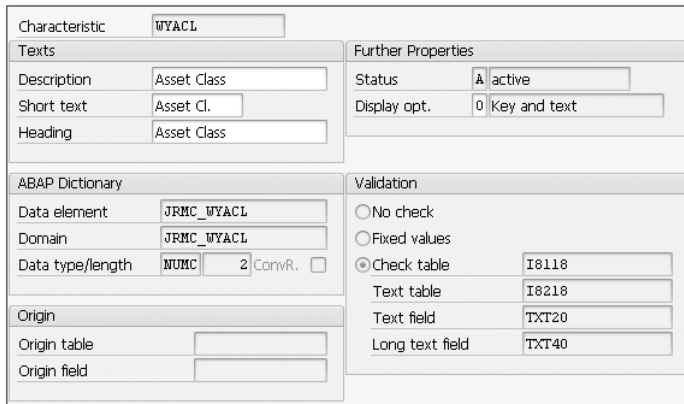 Characteristic WYACL
Texts
Description Asset Class
Short text Asset Cl.
Heading Asset Class
Further Properties
Status A active
Display opt. 0 Key and text
ABAP Dictionary
Data element JRMC_WYACL
Domain JRMC_WYACL
Data type/length NUMC 2 ConvR.
Origin
Origin table
Origin field
Validation
No check
Fixed values
Check table I8118
Text table I8218
Text field TXT20
Long text field TXT40